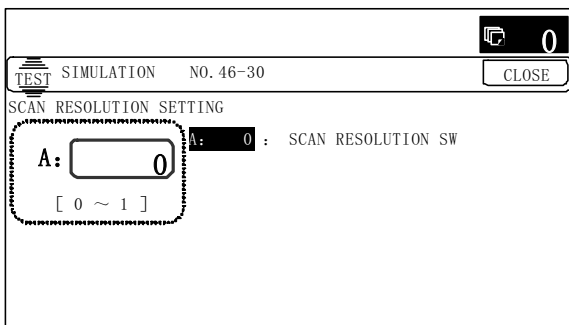 0
TEST SIMULATION NO. 46-30 CLOSE
SCAN RESOLUTION SETTING
A: 0 : SCAN RESOLUTION SW
A: 0
[ 0 ～ 1 ]